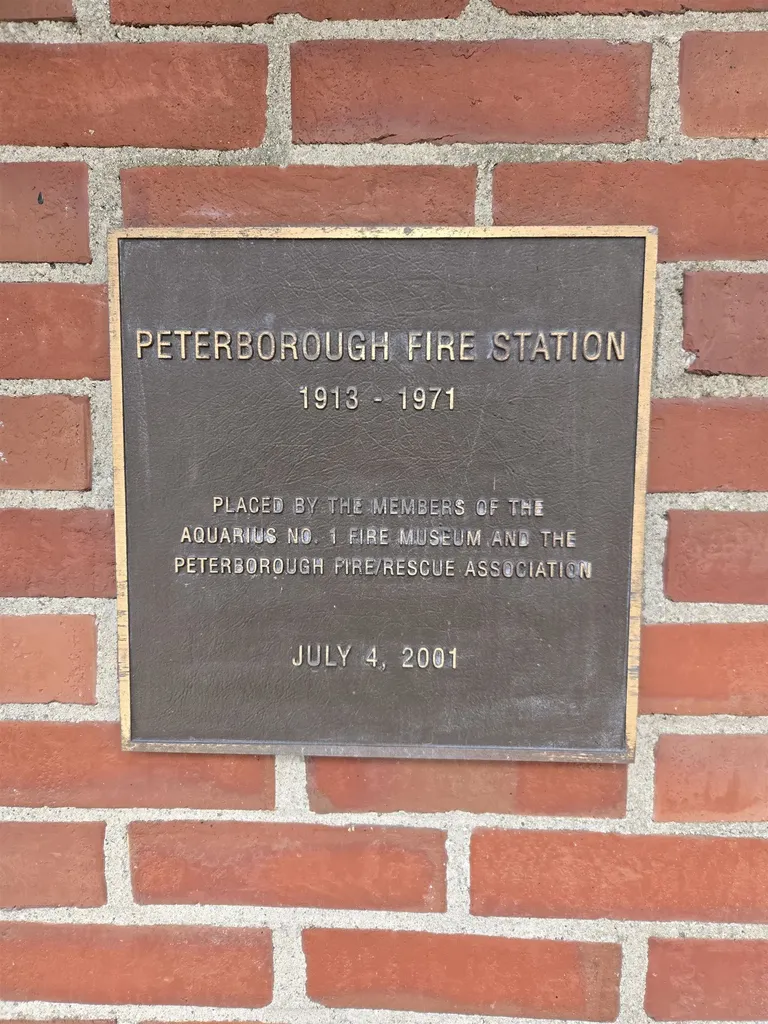 PETERBOROUGH FIRE STATION
1913 - 1971
PLACED BY THE MEMBERS OF THE
AQUARIUS NO. 1 FIRE MUSEUM AND THE
PETERBOROUGH FIRE/RESCUE ASSOCIATION
JULY 4, 2001